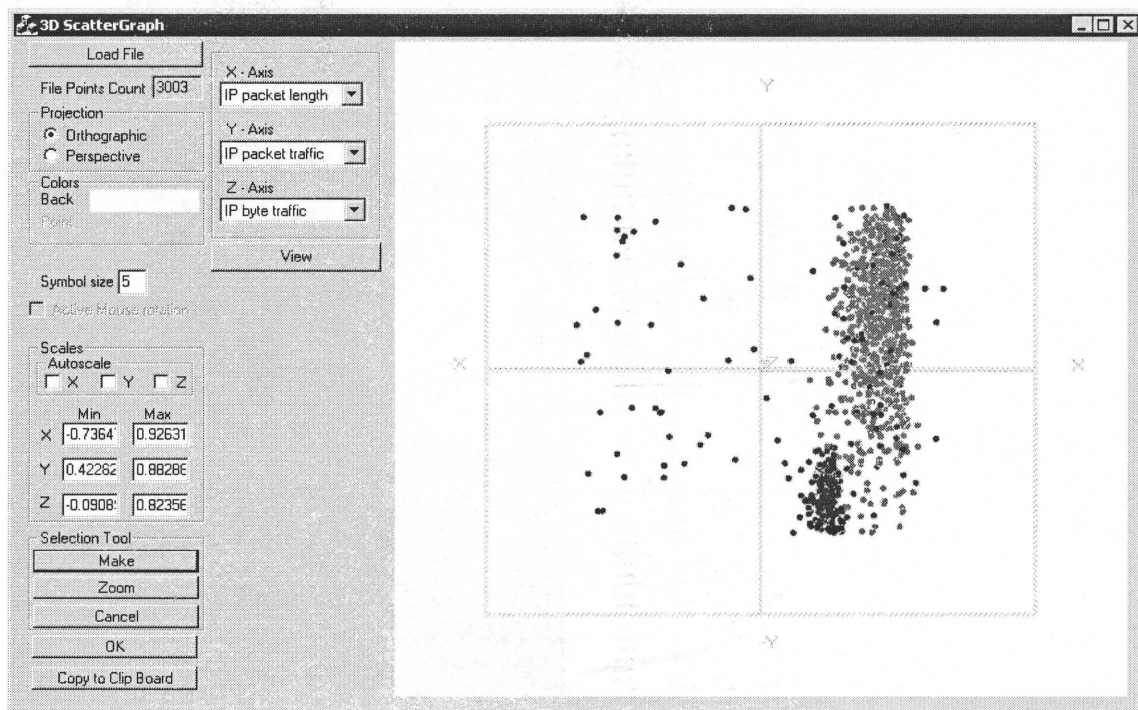 3D ScatterGraph
Load File
File Points Count 3003
Projection
Orthographic
Perspective
Colors
Back
Point
Symbol size 5
Active Mouse rotation
Scales
Autoscale
X Y Z
Min Max
X -0.7364 0.92631
Y 0.42262 0.88286
Z -0.0908 0.82356
Selection Tool
Make
Zoom
Cancel
OK
Copy to Clip Board
X - Axis
IP packet length
Y - Axis
IP packet traffic
Z - Axis
IP byte traffic
View
Y
X
Z
X
-Y